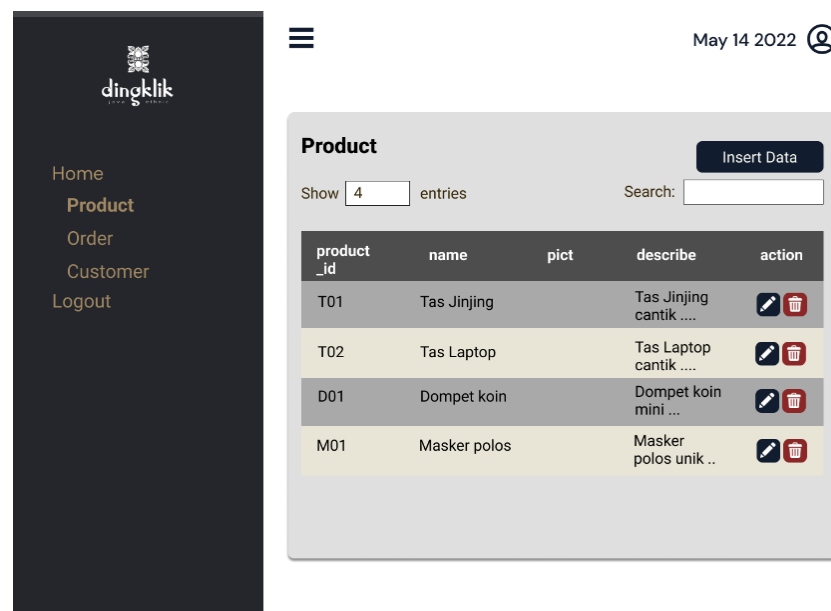 dingklik
java ethnic
Home
Product
Order
Customer
Logout
May 14 2022
Product
Insert Data
Show 4 entries
Search:
product
_id
name
pict
describe
action
T01
Tas Jinjing
Tas Jinjing
cantik ....
T02
Tas Laptop
Tas Laptop
cantik ....
D01
Dompet koin
Dompet koin
mini ...
M01
Masker polos
Masker
polos unik ..